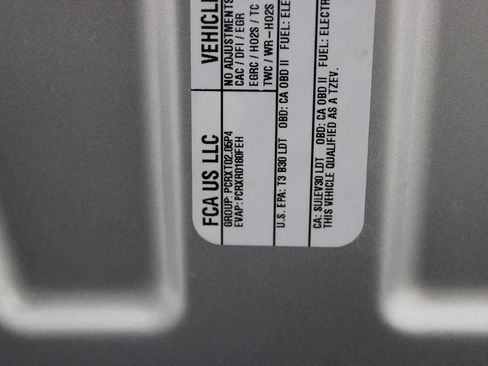 FCA US LLC
GROUP: PCRXT02.05P4
EVAP: PCRXR0180FEH
VEHICLE
NO ADJUSTMENTS
CAC / DFI / EGR
EGRC / HO2S / TC
TWC / WR-HO2S
U.S. EPA: T3 B30 LDT OBD: CA OBD II FUEL: ELE
CA: SULEV30 LDT OBD: CA OBD II FUEL: ELECTR
THIS VEHICLE QUALIFIED AS A TZEV.